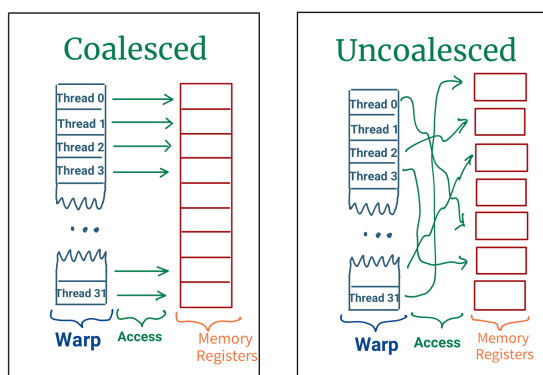 Coalesced
Thread 0
Thread 1
Thread 2
Thread 3
...
Thread 31
Warp
Access
Memory
Registers
Uncoalesced
Thread 0
Thread 1
Thread 2
Thread 3
...
Thread 31
Warp
Access
Memory
Registers